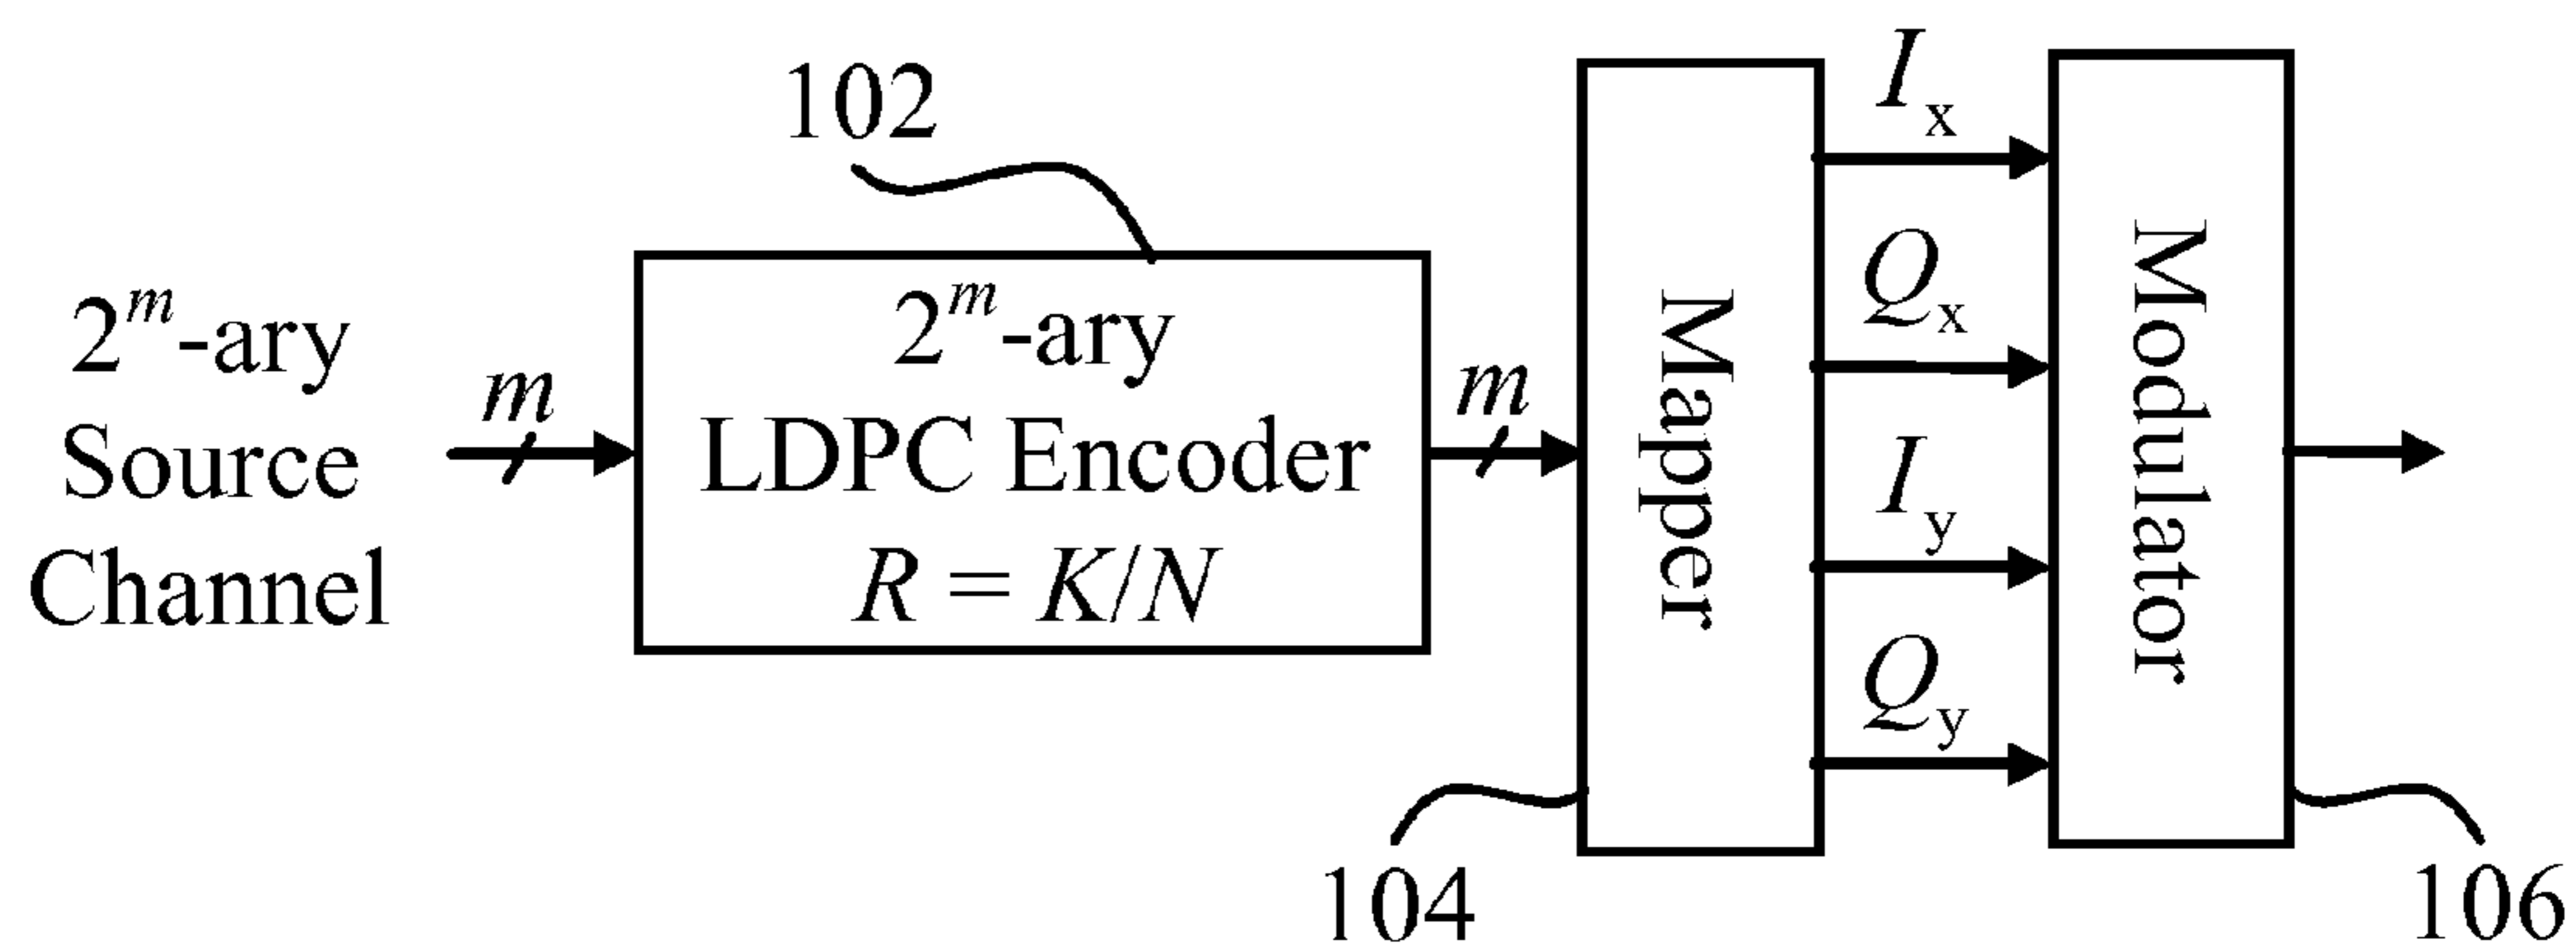 2^m-ary
Source
Channel
m
102
2^m-ary
LDPC Encoder
R = K/N
m
Mapper
104
I_x
Q_x
I_y
Q_y
Modulator
106